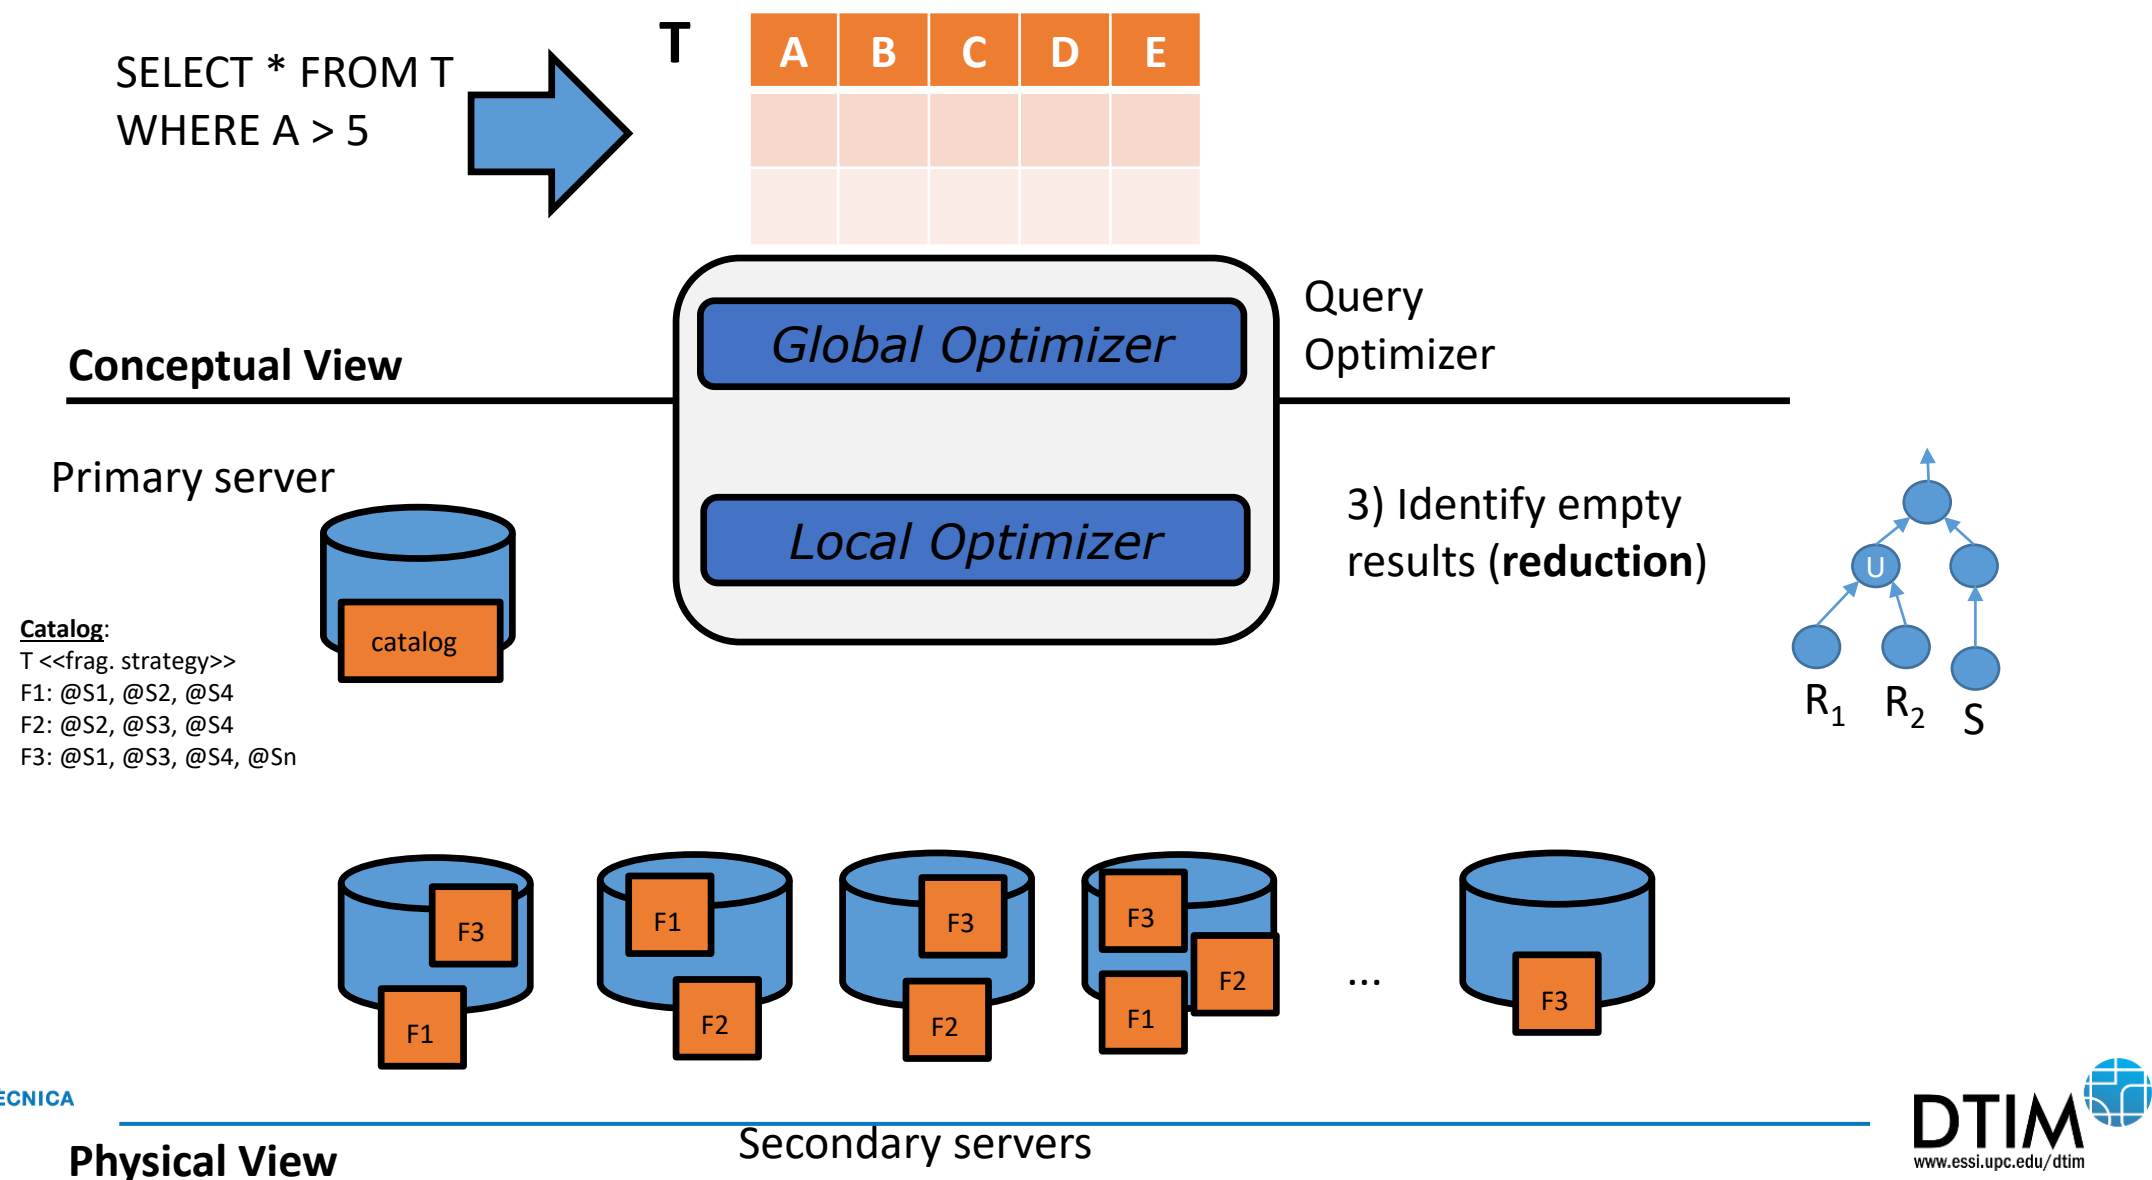 SELECT * FROM T
WHERE A > 5
T
A B C D E
Query
Optimizer
Global Optimizer
Conceptual View
Primary server
Local Optimizer
3) Identify empty
results (reduction)
U
R1 R2 S
catalog
Catalog:
T <<frag. strategy>>
F1: @S1, @S2, @S4
F2: @S2, @S3, @S4
F3: @S1, @S3, @S4, @Sn
F3
F1
F1
F2
F3
F2
F3
F2
F1
...
F3
ECNICA
Secondary servers
Physical View
DTIM
www.essi.upc.edu/dtim